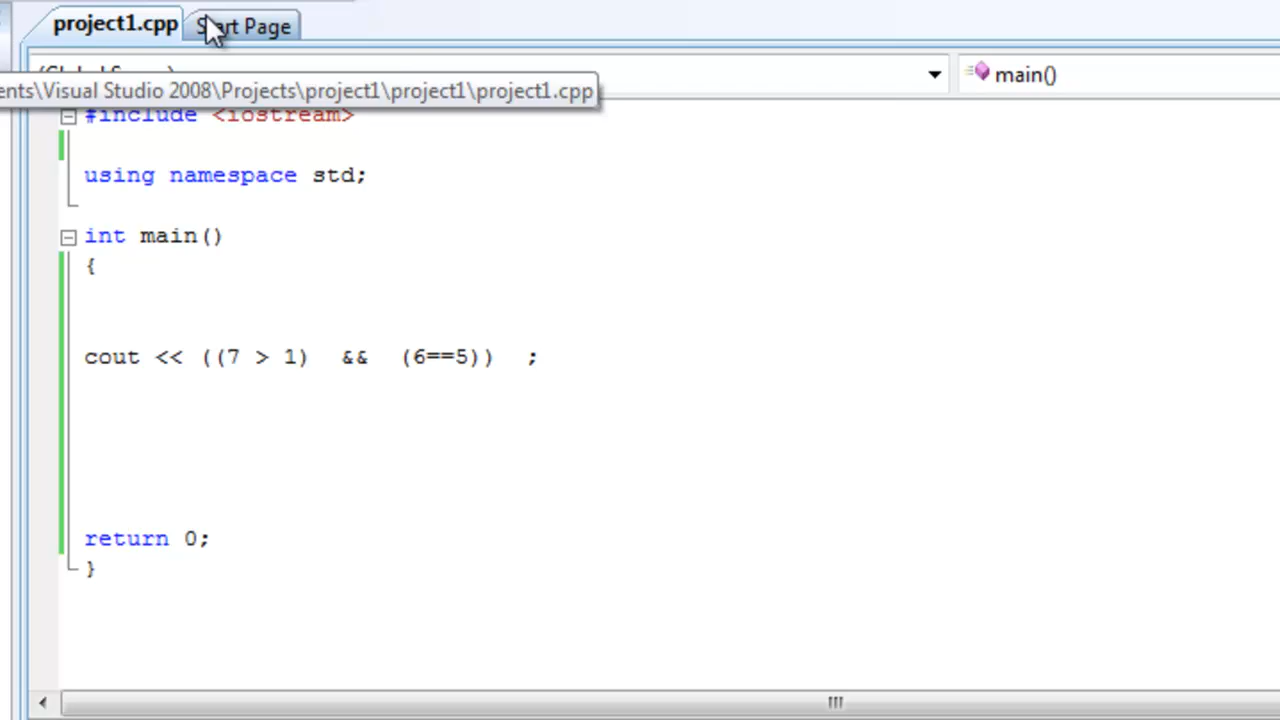 project1.cpp
Start Page
main()
ents\Visual Studio 2008\Projects\project1\project1\project1.cpp
#include <iostream>
using namespace std;
int main()
{
cout << ((7 > 1)  &&  (6==5))  ;
return 0;
}